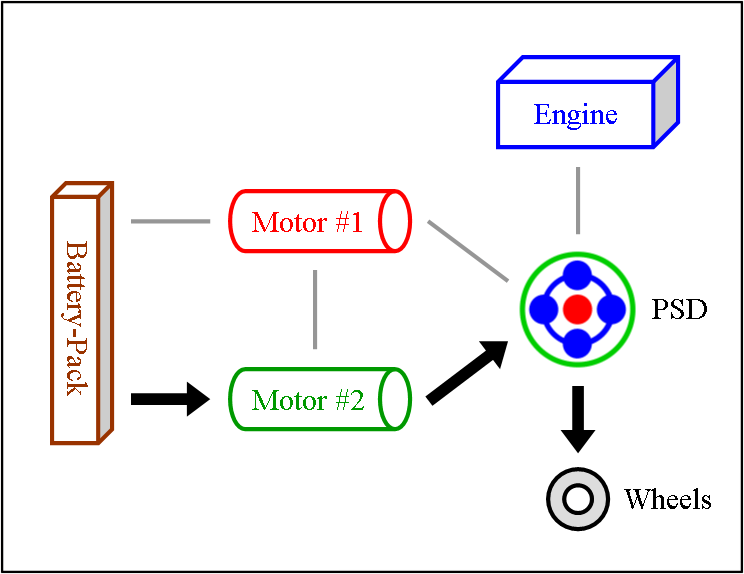 Engine
Motor #1
Battery-Pack
PSD
Motor #2
Wheels